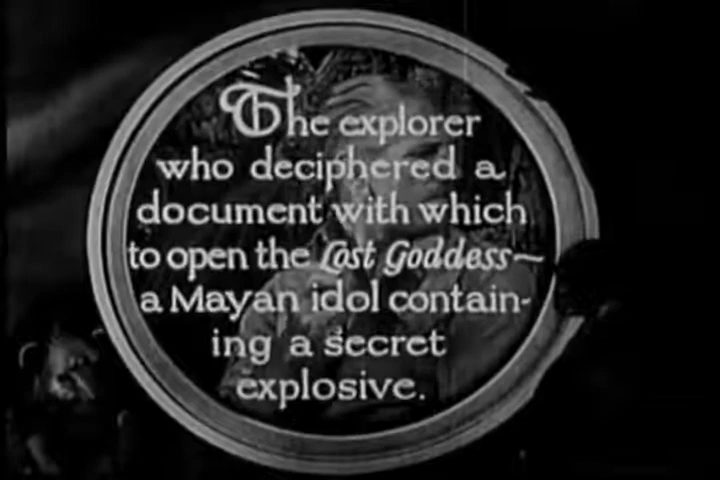 The explorer
who deciphered a
document with which
to open the Lost Goddess—
a Mayan idol contain-
ing a secret
explosive.